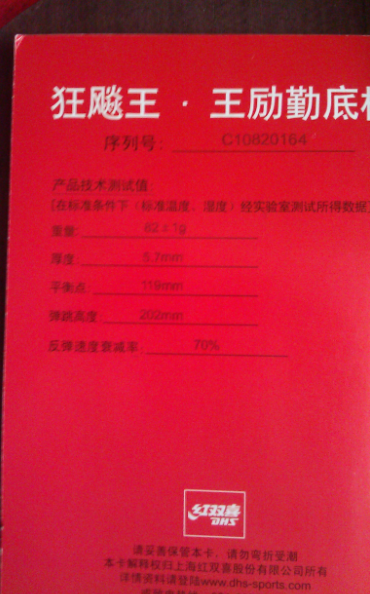 狂飚王 · 王励勤底
序列号: C10820164
产品技术测试值
[在标准条件下（标准温度、湿度）经实验室测试所得数据]
重量 82±1g
厚度 5.7mm
平衡点 119mm
弹跳高度 202mm
反弹速度衰减率 70%
红双喜
DHS
请妥善保管本卡，请勿弯折受潮
本卡解释权归上海红双喜股份有限公司所有
详情资料请登陆www.dhs-sports.com